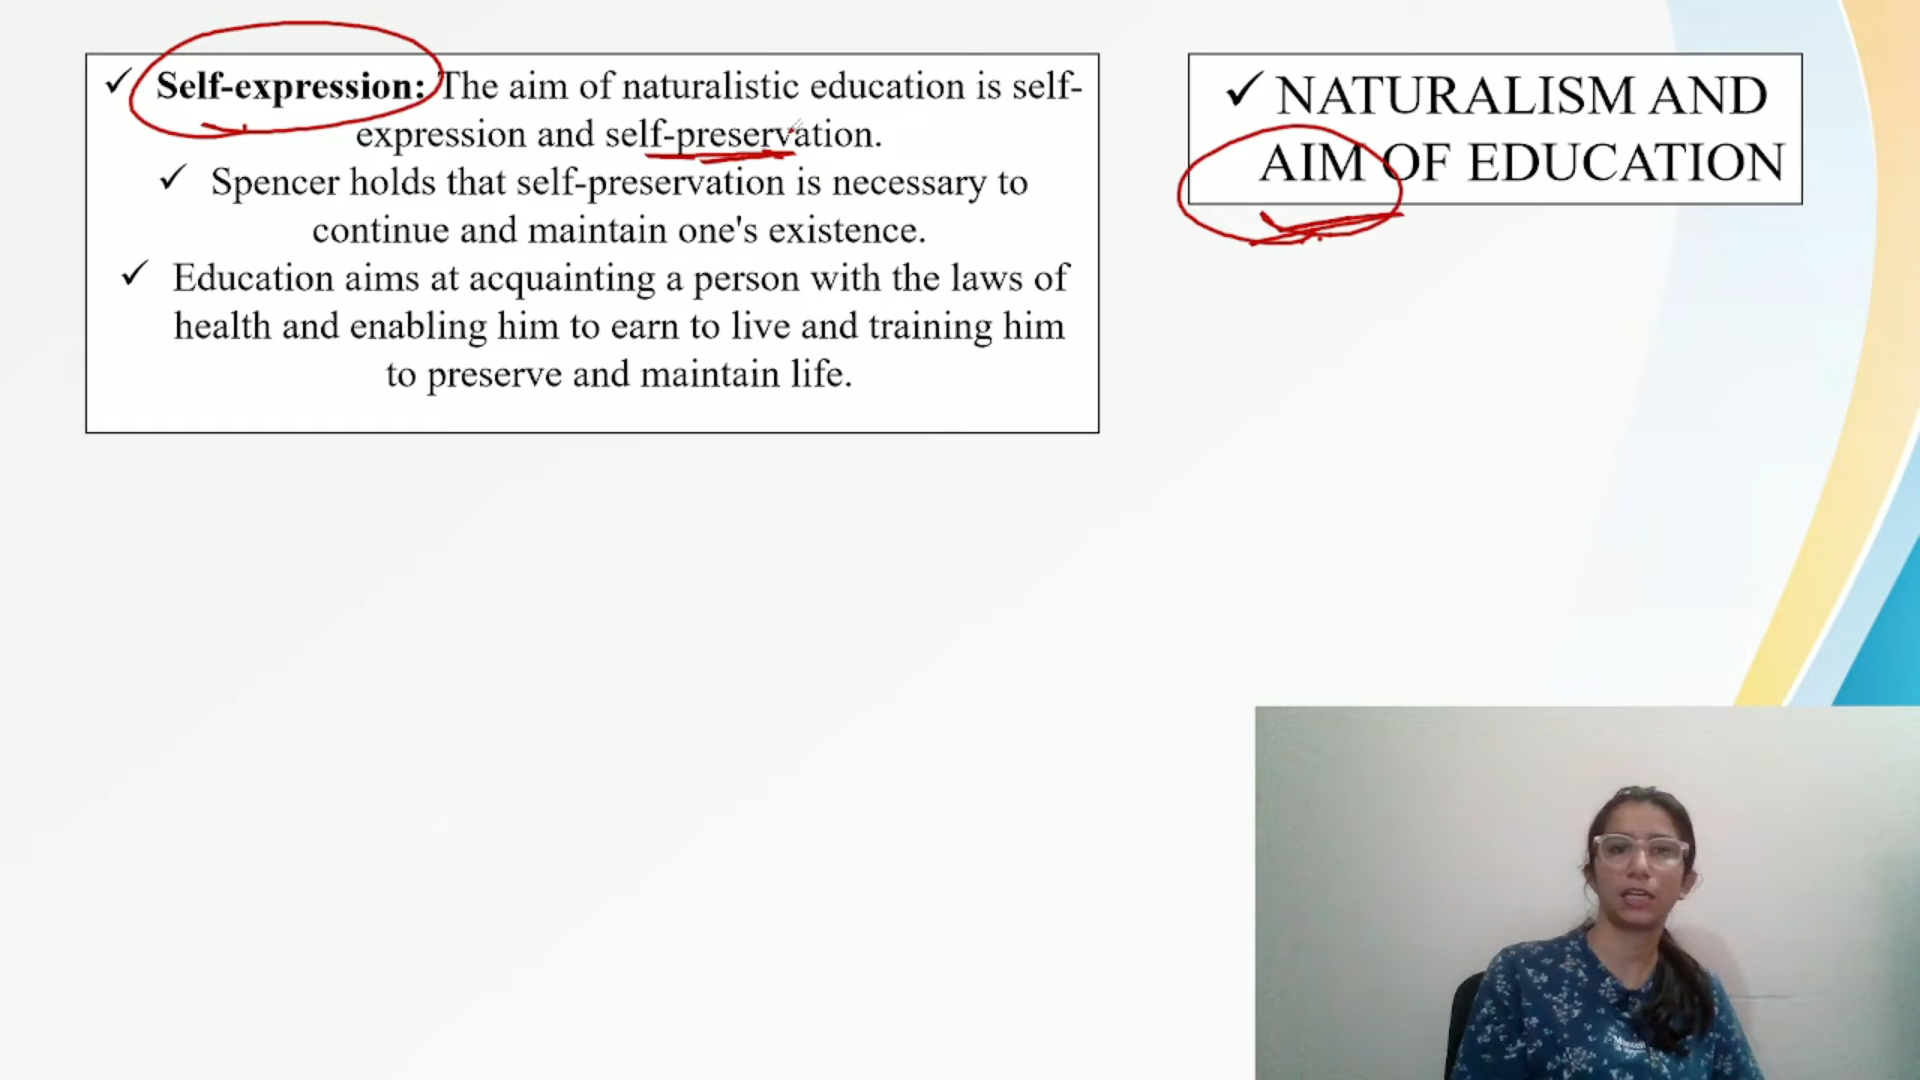 ✓ Self-expression: The aim of naturalistic education is self-
expression and self-preservation.
✓ Spencer holds that self-preservation is necessary to
continue and maintain one's existence.
✓ Education aims at acquainting a person with the laws of
health and enabling him to earn to live and training him
to preserve and maintain life.
✓ NATURALISM AND
AIM OF EDUCATION